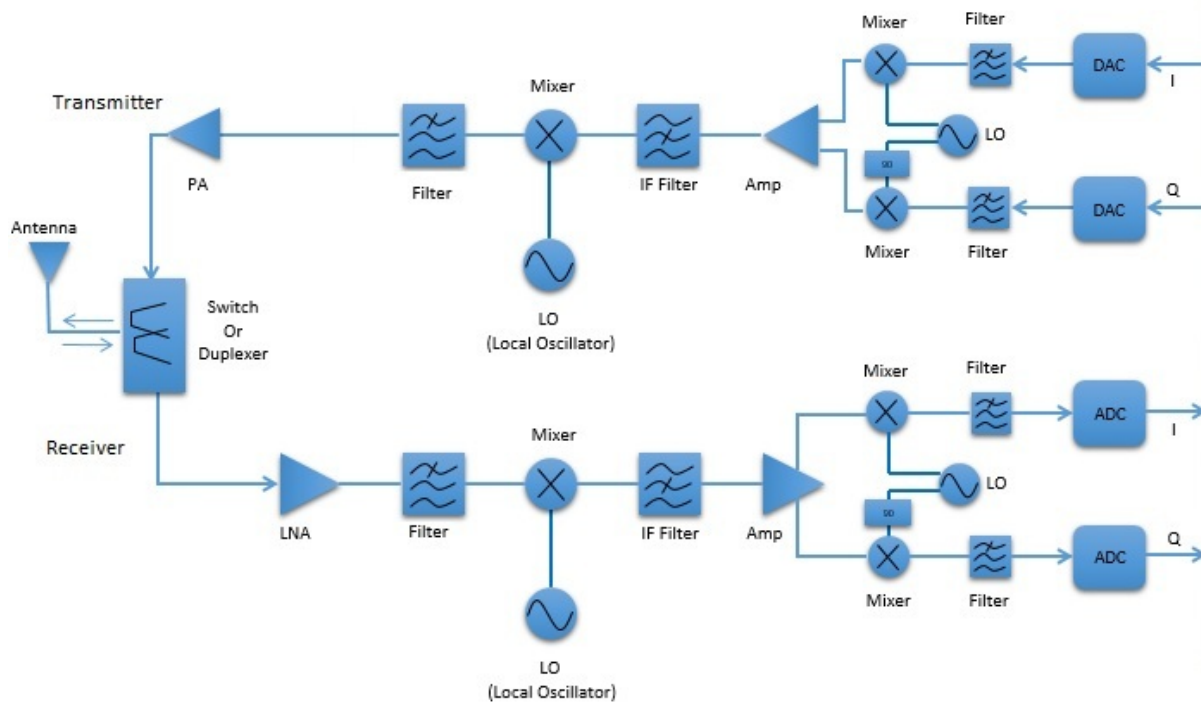 Mixer
Filter
DAC
I
Transmitter
Mixer
LO
90
PA
Filter
IF Filter
Amp
DAC
Q
Mixer
Filter
Antenna
Switch
Or
Duplexer
LO
(Local Oscillator)
Mixer
Filter
ADC
I
Receiver
Mixer
LO
90
LNA
Filter
IF Filter
Amp
ADC
Q
Mixer
Filter
LO
(Local Oscillator)